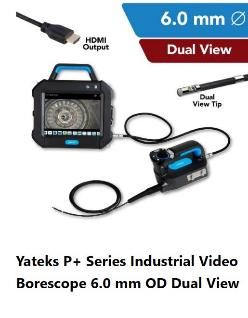 6.0 mm Ø
HDMI
Output
Dual View
Dual
View Tip
Yateks P+ Series Industrial Video
Borescope 6.0 mm OD Dual View